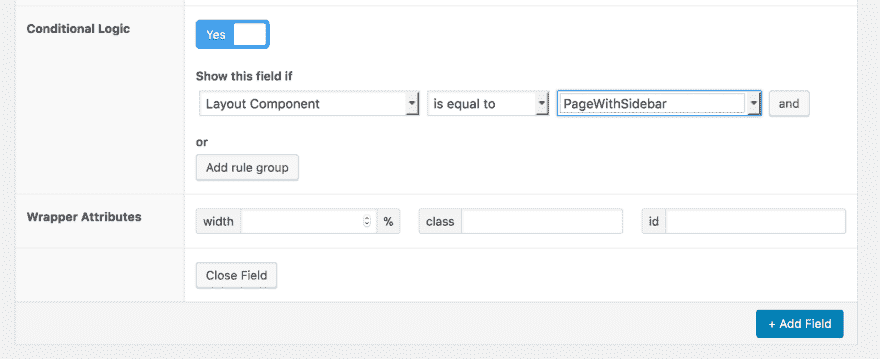 Conditional Logic
Yes
Show this field if
Layout Component is equal to PageWithSidebar and
or
Add rule group
Wrapper Attributes
width % class id
Close Field
+ Add Field